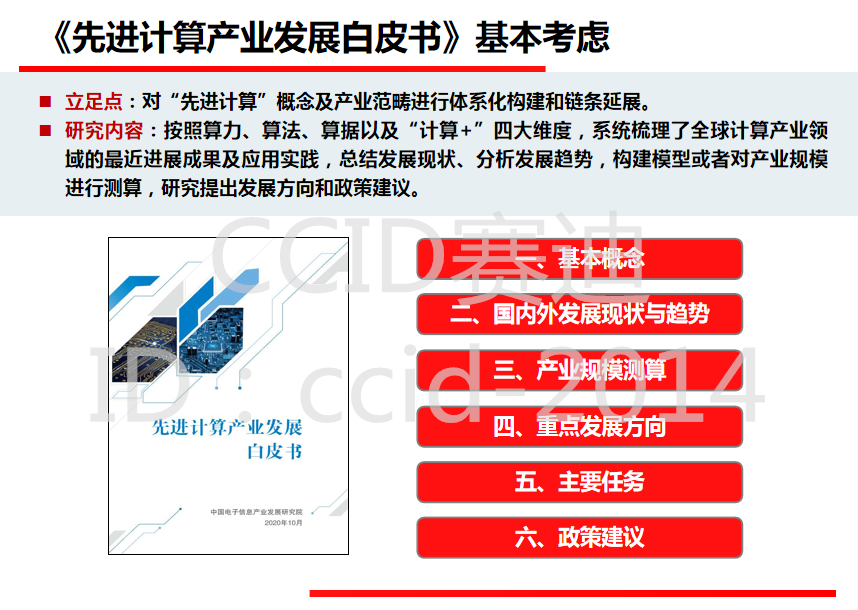 《先进计算产业发展白皮书》基本考虑
■ 立足点：对“先进计算”概念及产业范畴进行体系化构建和链条延展。
■ 研究内容：按照算力、算法、算据以及“计算+”四大维度，系统梳理了全球计算产业领
域的最近进展成果及应用实践，总结发展现状、分析发展趋势，构建模型或者对产业规模
进行测算，研究提出发展方向和政策建议。
CCID赛迪
ID：ccid-2014
先进计算产业发展
白皮书
中国电子信息产业发展研究院
2020年10月
一、基本概念
二、国内外发展现状与趋势
三、产业规模测算
四、重点发展方向
五、主要任务
六、政策建议